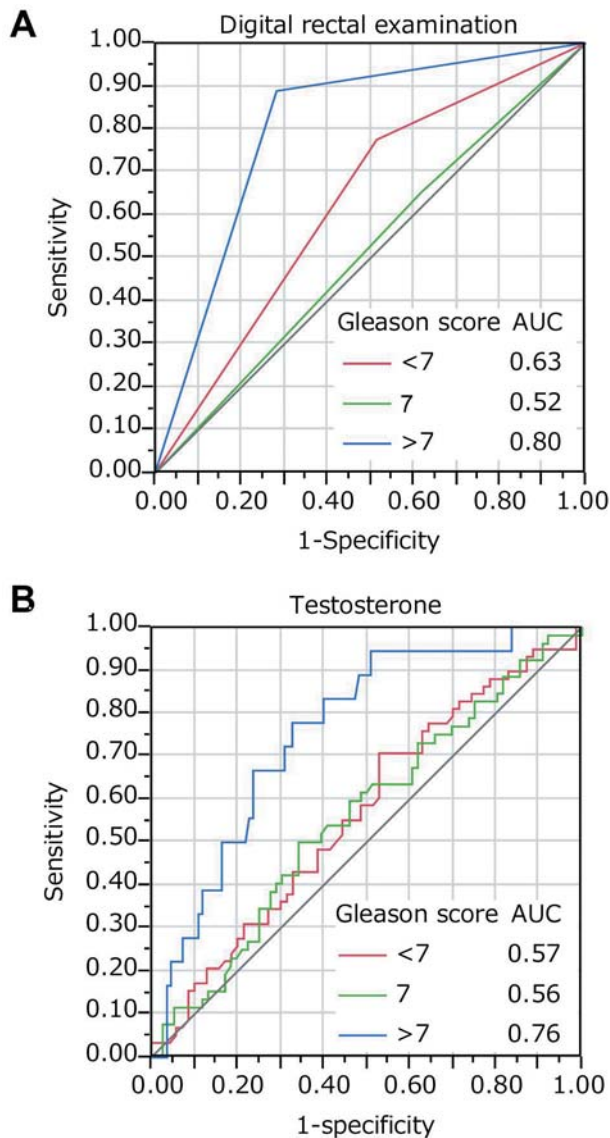 A
Digital rectal examination
1.00
0.90
0.80
0.70
0.60
0.50
0.40
0.30
0.20
0.10
0.00
Sensitivity
Gleason score AUC
<7 0.63
7 0.52
>7 0.80
0.00 0.20 0.40 0.60 0.80 1.00
1-Specificity
B
Testosterone
1.00
0.90
0.80
0.70
0.60
0.50
0.40
0.30
0.20
0.10
0.00
Sensitivity
Gleason score AUC
<7 0.57
7 0.56
>7 0.76
0.00 0.20 0.40 0.60 0.80 1.00
1-specificity